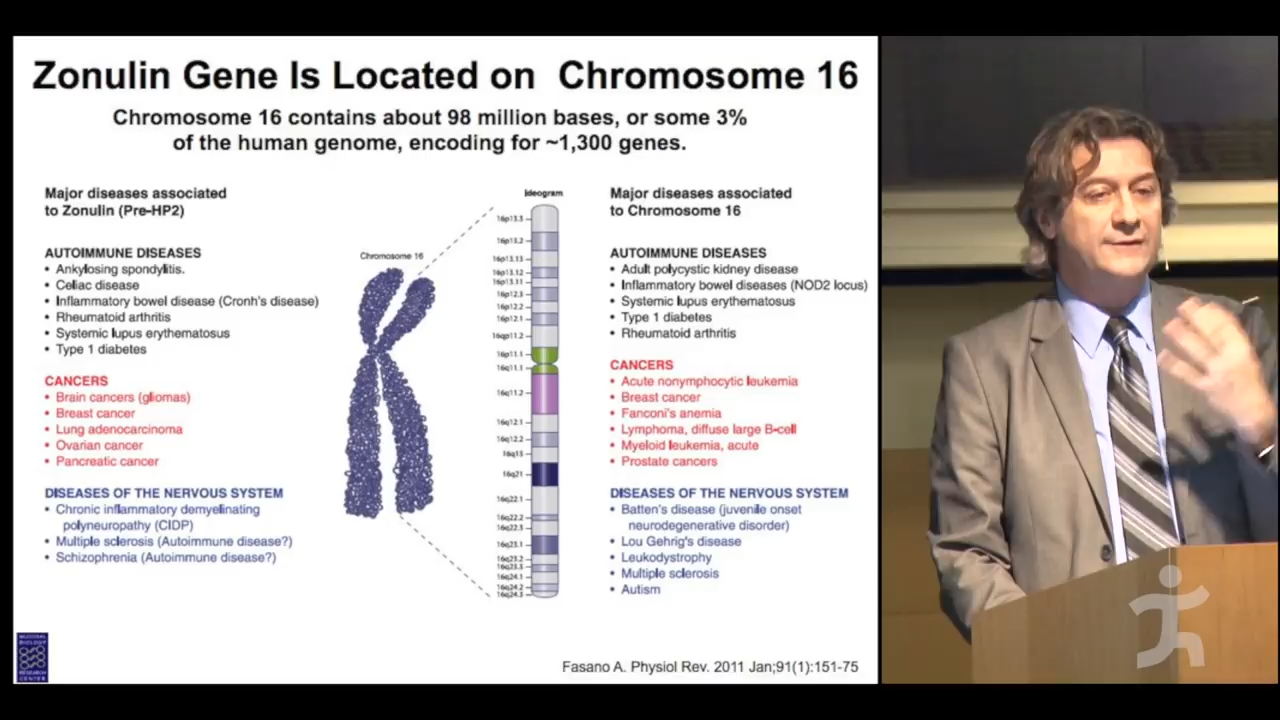 Zonulin Gene Is Located on Chromosome 16
Chromosome 16 contains about 98 million bases, or some 3%
of the human genome, encoding for ~1,300 genes.
Major diseases associated
to Zonulin (Pre-HP2)
AUTOIMMUNE DISEASES
• Ankylosing spondylitis.
• Celiac disease
• Inflammatory bowel disease (Cronh's disease)
• Rheumatoid arthritis
• Systemic lupus erythematosus
• Type 1 diabetes
CANCERS
• Brain cancers (gliomas)
• Breast cancer
• Lung adenocarcinoma
• Ovarian cancer
• Pancreatic cancer
DISEASES OF THE NERVOUS SYSTEM
• Chronic inflammatory demyelinating
polyneuropathy (CIDP)
• Multiple sclerosis (Autoimmune disease?)
• Schizophrenia (Autoimmune disease?)
Chromosome 16
Ideogram
16p13.3
16p13.2
16p13.13
16p13.12
16p13.11
16p12.3
16p12.2
16p12.1
16qp11.2
16p11.1
16q11.1
16q11.2
16q12.1
16q12.2
16q13
16q21
16q22.1
16q22.2
16q22.3
16q23.1
16q23.2
16q23.3
16q24.1
16q24.2
16q24.3
Major diseases associated
to Chromosome 16
AUTOIMMUNE DISEASES
• Adult polycystic kidney disease
• Inflammatory bowel diseases (NOD2 locus)
• Systemic lupus erythematosus
• Type 1 diabetes
• Rheumatoid arthritis
CANCERS
• Acute nonymphocytic leukemia
• Breast cancer
• Fanconi's anemia
• Lymphoma, diffuse large B-cell
• Myeloid leukemia, acute
• Prostate cancers
DISEASES OF THE NERVOUS SYSTEM
• Batten's disease (juvenile onset
neurodegenerative disorder)
• Lou Gehrig's disease
• Leukodystrophy
• Multiple sclerosis
• Autism
MUCOSAL
BIOLOGY
RESEARCH
CENTER
Fasano A. Physiol Rev. 2011 Jan;91(1):151-75